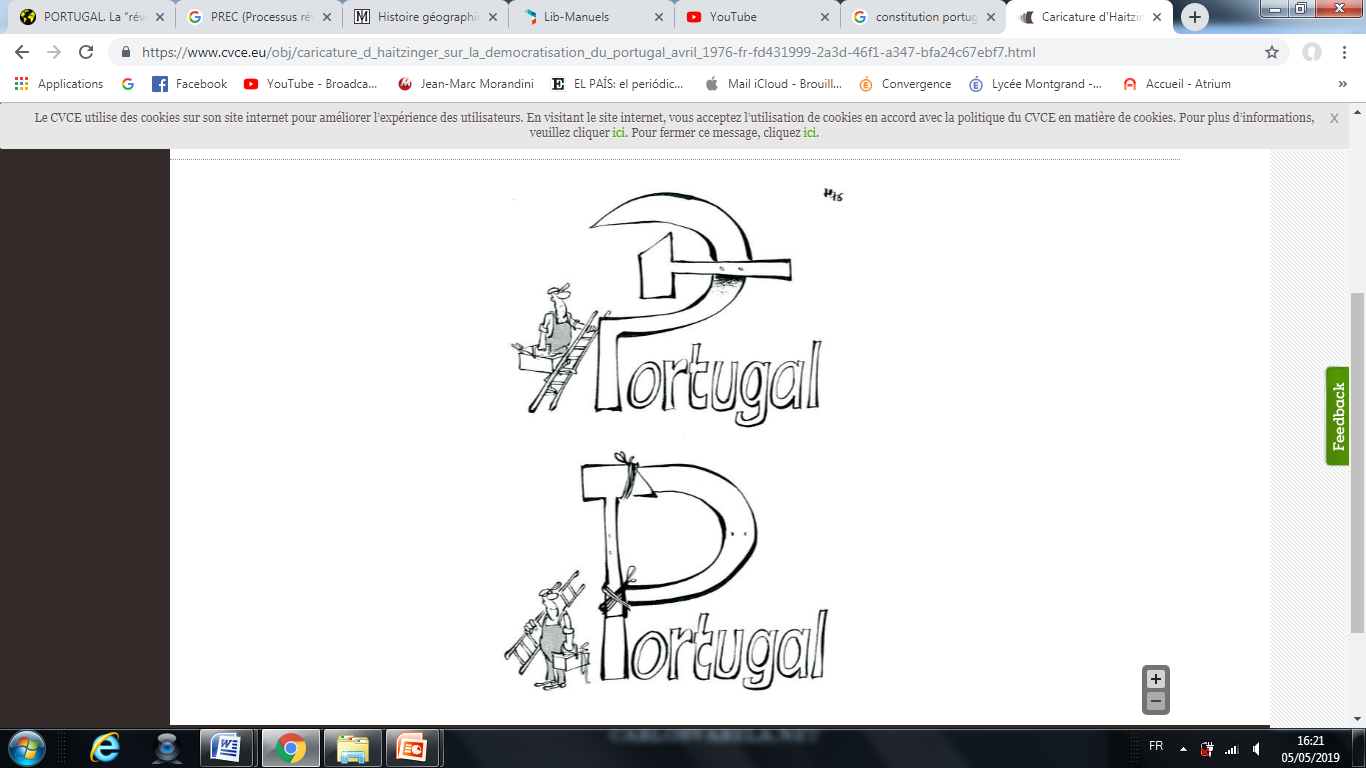 PORTUGAL. La "rév
PREC (Processus ré
Histoire géographi
Lib-Manuels
YouTube
constitution portug
Caricature d'Haitzin
https://www.cvce.eu/obj/caricature_d_haitzinger_sur_la_democratisation_du_portugal_avril_1976-fr-fd431999-2a3d-46f1-a347-bfa24c67ebf7.html
Applications
Facebook
YouTube - Broadca...
Jean-Marc Morandini
EL PAÍS: el periódic...
Mail iCloud - Brouill...
Convergence
Lycée Montgrand -...
Accueil - Atrium
Le CVCE utilise des cookies sur son site internet pour améliorer l'expérience des utilisateurs. En visitant le site internet, vous acceptez l'utilisation de cookies en accord avec la politique du CVCE en matière de cookies. Pour plus d'informations,
veuillez cliquer ici. Pour fermer ce message, cliquez ici.
X
Portugal
Portugal
Feedback
FR
16:21
05/05/2019